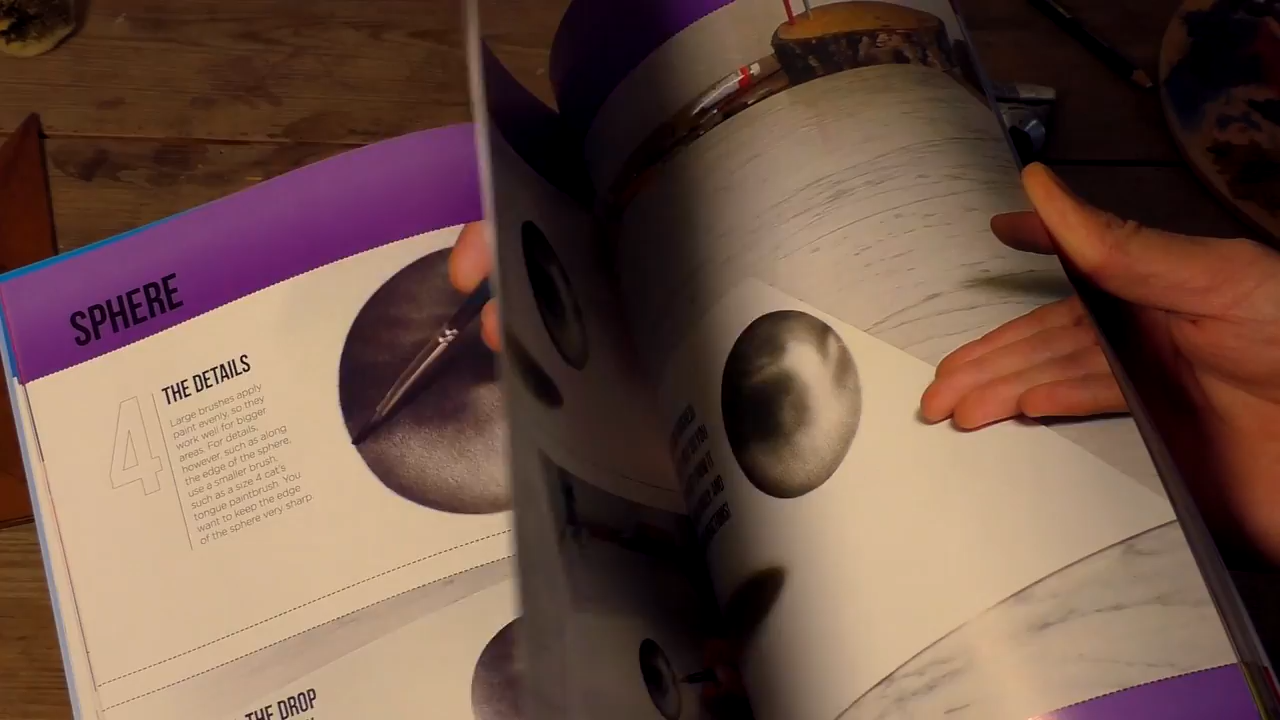 SPHERE
4
THE DETAILS
Large brushes apply
paint evenly, so they
work well for bigger
areas. For details,
however, such as along
the edge of the sphere,
use a smaller brush,
such as a size 4 cat's
tongue paintbrush. You
want to keep the edge
of the sphere very sharp.
THE DROP